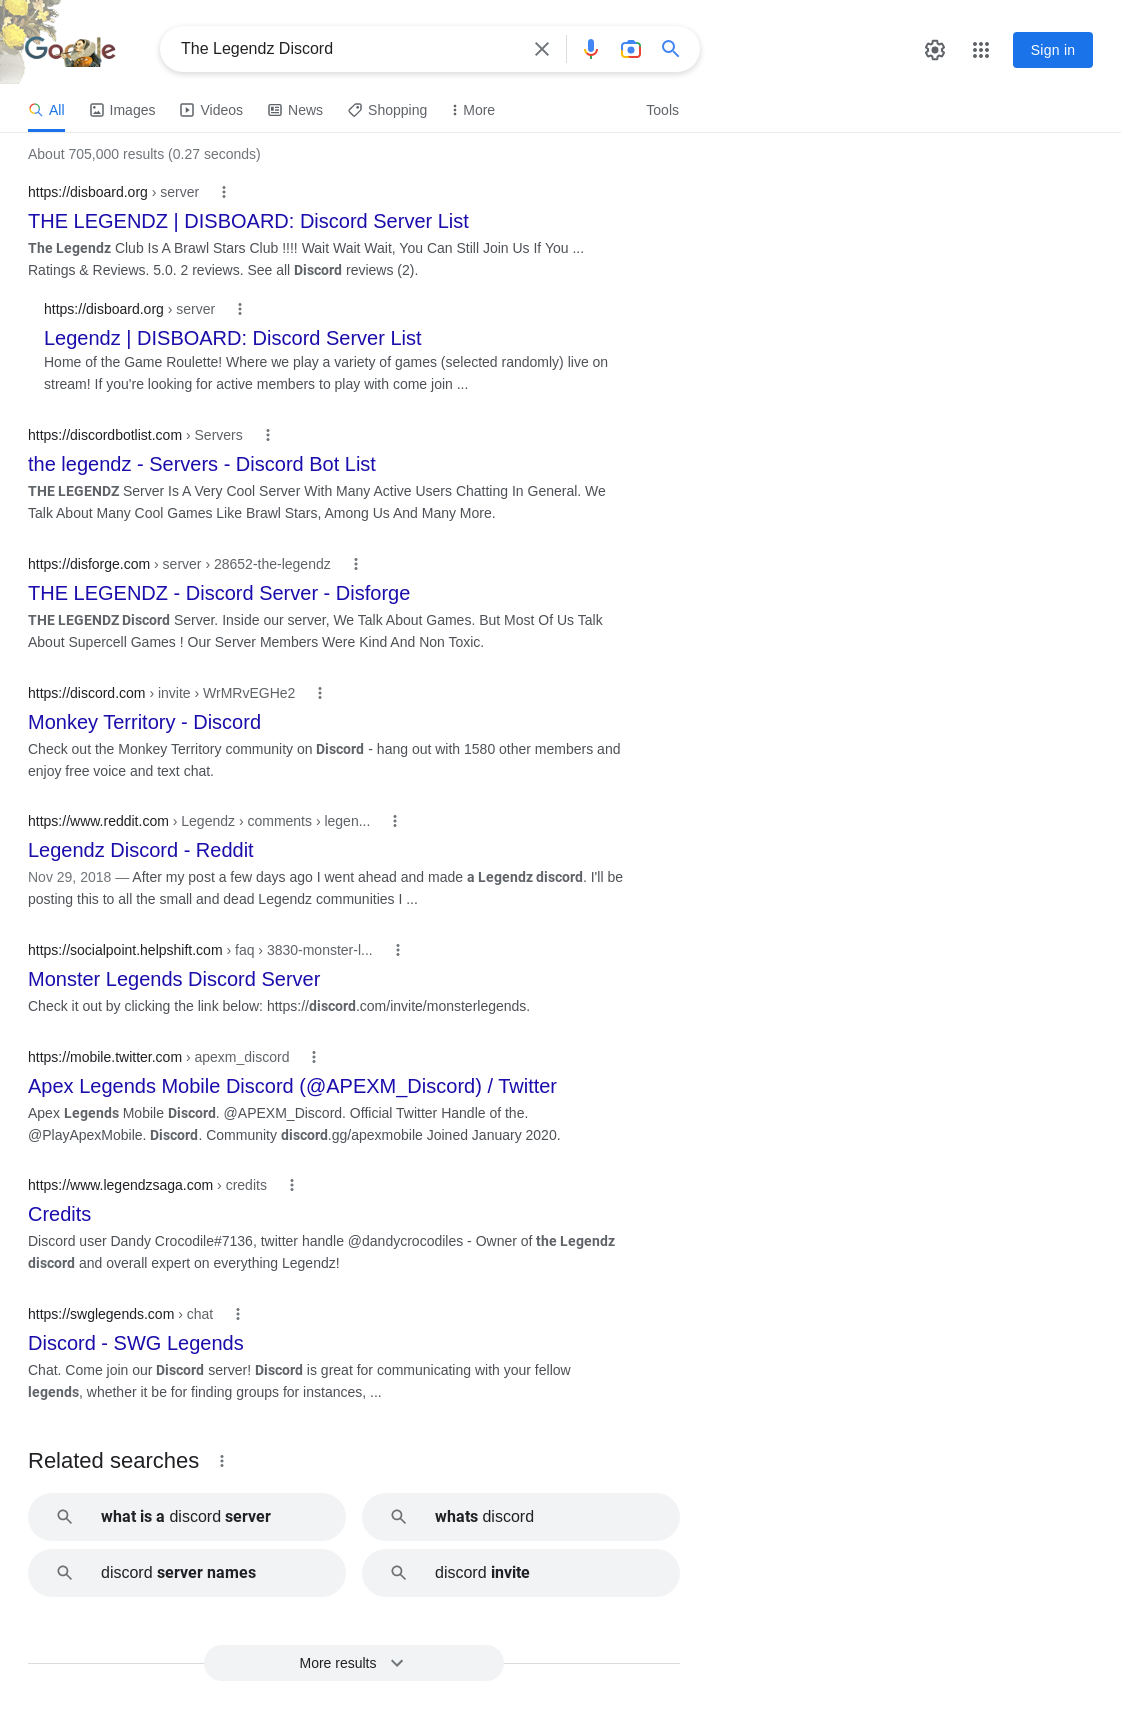 Google
The Legendz Discord
Sign in
All
Images
Videos
News
Shopping
More
Tools
About 705,000 results (0.27 seconds)
https://disboard.org › server
THE LEGENDZ | DISBOARD: Discord Server List
The Legendz Club Is A Brawl Stars Club !!!! Wait Wait Wait, You Can Still Join Us If You ...
Ratings & Reviews. 5.0. 2 reviews. See all Discord reviews (2).
https://disboard.org › server
Legendz | DISBOARD: Discord Server List
Home of the Game Roulette! Where we play a variety of games (selected randomly) live on
stream! If you're looking for active members to play with come join ...
https://discordbotlist.com › Servers
the legendz - Servers - Discord Bot List
THE LEGENDZ Server Is A Very Cool Server With Many Active Users Chatting In General. We
Talk About Many Cool Games Like Brawl Stars, Among Us And Many More.
https://disforge.com › server › 28652-the-legendz
THE LEGENDZ - Discord Server - Disforge
THE LEGENDZ Discord Server. Inside our server, We Talk About Games. But Most Of Us Talk
About Supercell Games ! Our Server Members Were Kind And Non Toxic.
https://discord.com › invite › WrMRvEGHe2
Monkey Territory - Discord
Check out the Monkey Territory community on Discord - hang out with 1580 other members and
enjoy free voice and text chat.
https://www.reddit.com › Legendz › comments › legen...
Legendz Discord - Reddit
Nov 29, 2018 — After my post a few days ago I went ahead and made a Legendz discord. I'll be
posting this to all the small and dead Legendz communities I ...
https://socialpoint.helpshift.com › faq › 3830-monster-l...
Monster Legends Discord Server
Check it out by clicking the link below: https://discord.com/invite/monsterlegends.
https://mobile.twitter.com › apexm_discord
Apex Legends Mobile Discord (@APEXM_Discord) / Twitter
Apex Legends Mobile Discord. @APEXM_Discord. Official Twitter Handle of the.
@PlayApexMobile. Discord. Community discord.gg/apexmobile Joined January 2020.
https://www.legendzsaga.com › credits
Credits
Discord user Dandy Crocodile#7136, twitter handle @dandycrocodiles - Owner of the Legendz
discord and overall expert on everything Legendz!
https://swglegends.com › chat
Discord - SWG Legends
Chat. Come join our Discord server! Discord is great for communicating with your fellow
legends, whether it be for finding groups for instances, ...
Related searches
what is a discord server
whats discord
discord server names
discord invite
More results